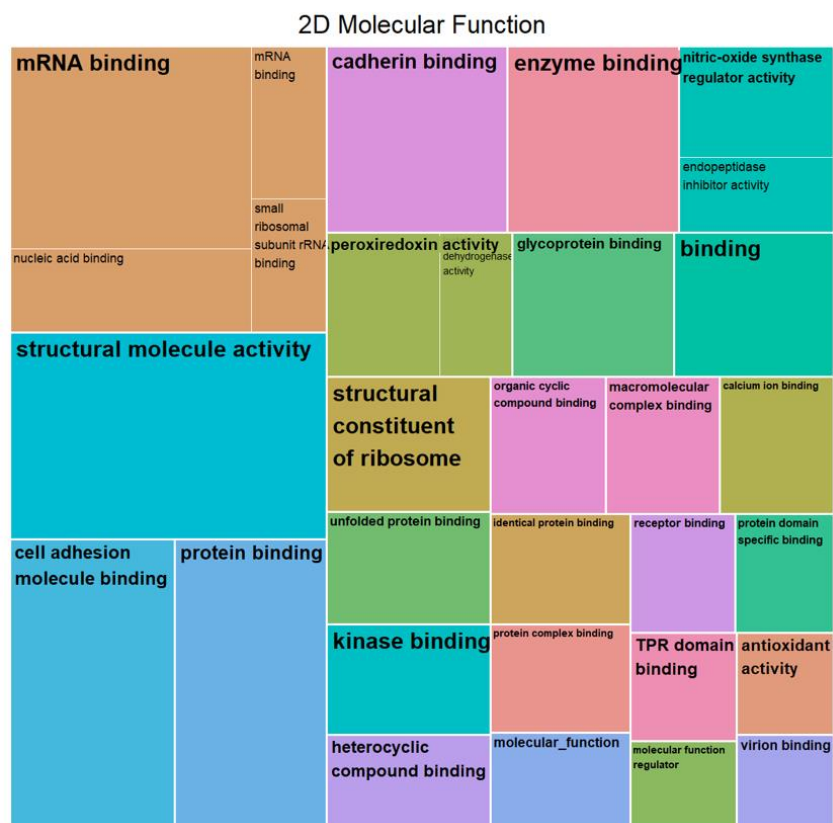 2D Molecular Function
mRNA binding
mRNA
binding
nucleic acid binding
small
ribosomal
subunit rRNA
binding
cadherin binding
enzyme binding
nitric-oxide synthase
regulator activity
endopeptidase
inhibitor activity
peroxiredoxin activity
dehydrogenase
activity
glycoprotein binding
binding
structural molecule activity
structural
constituent
of ribosome
organic cyclic
compound binding
macromolecular
complex binding
calcium ion binding
cell adhesion
molecule binding
protein binding
unfolded protein binding
identical protein binding
receptor binding
protein domain
specific binding
kinase binding
protein complex binding
TPR domain
binding
antioxidant
activity
heterocyclic
compound binding
molecular_function
molecular function
regulator
virion binding